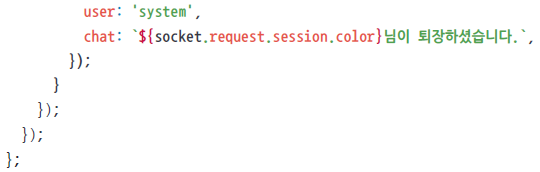 user: 'system',
chat: `${socket.request.session.color}님이 퇴장하셨습니다.`,
});
}
});
});
};